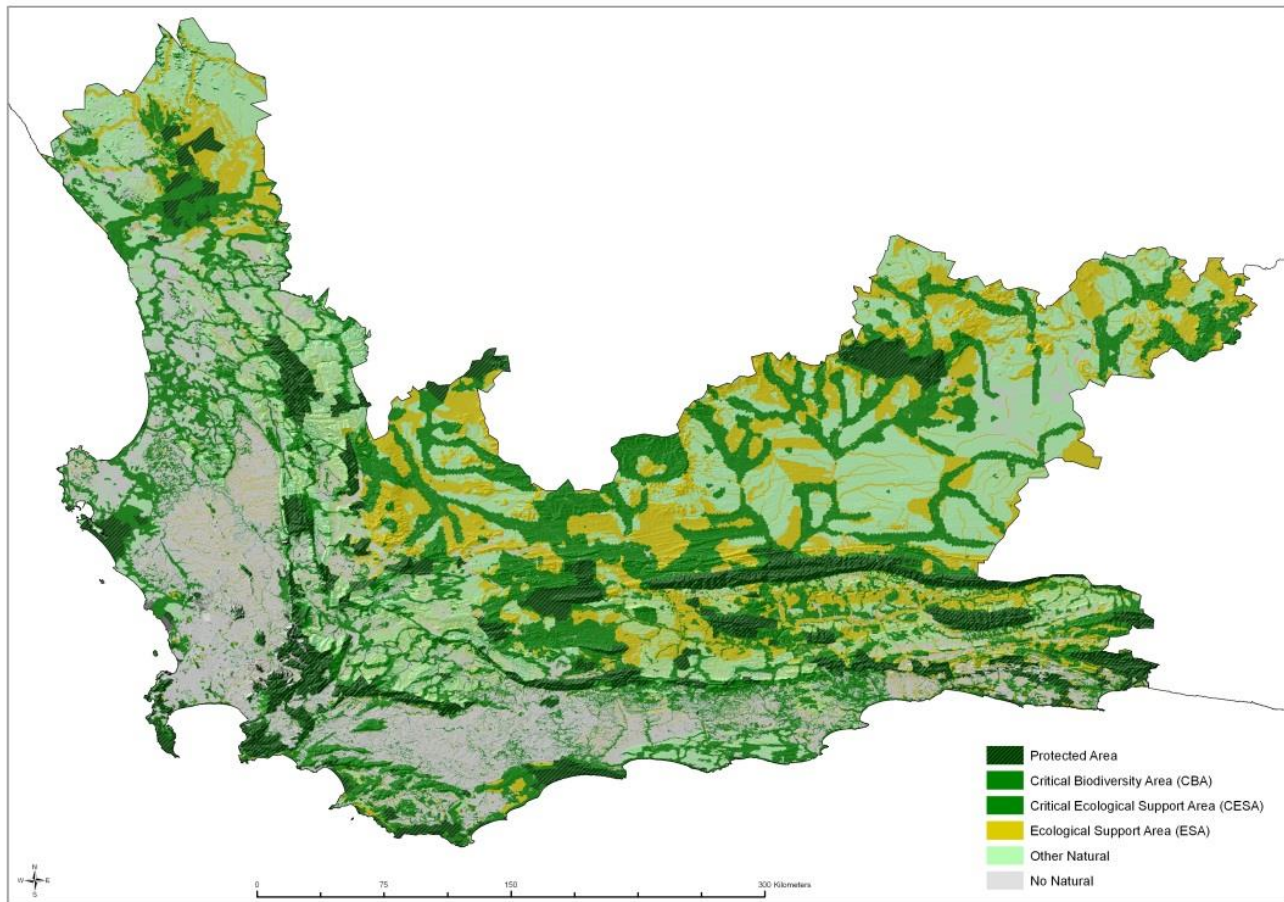 Protected Area
Critical Biodiversity Area (CBA)
Critical Ecological Support Area (CESA)
Ecological Support Area (ESA)
Other Natural
No Natural
N
W E
S
0 75 150 300 Kilometers